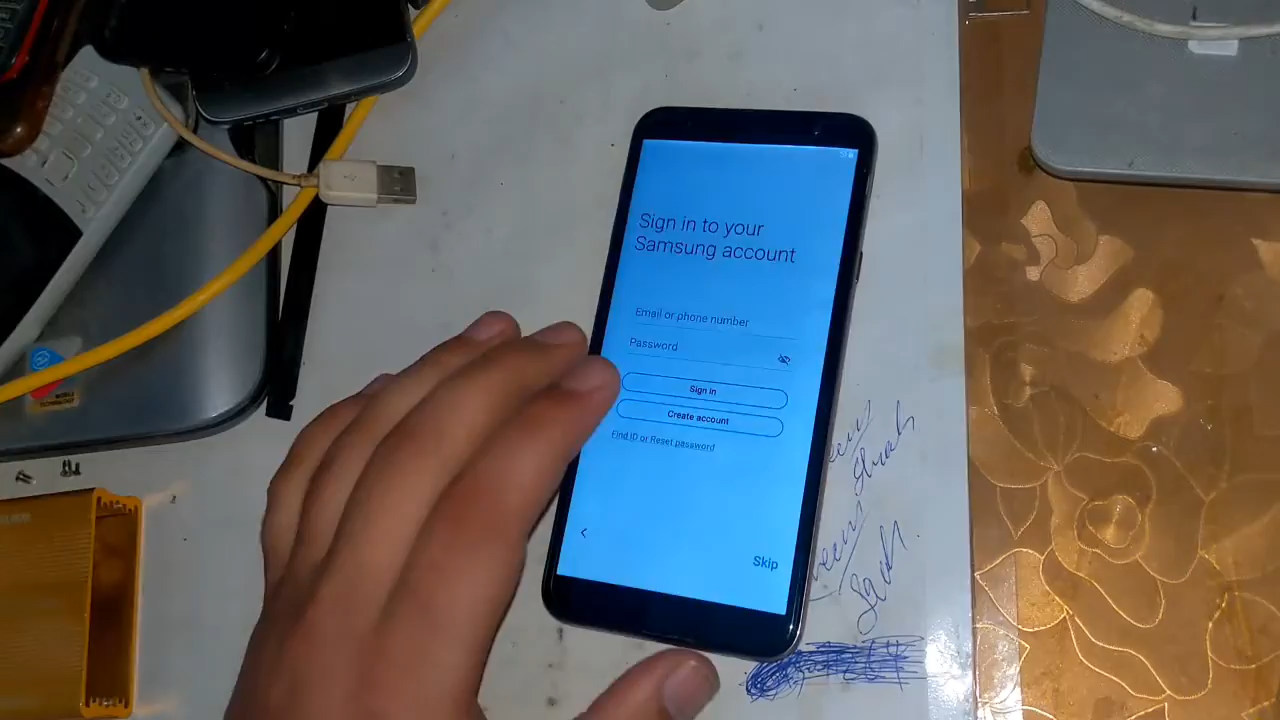 Sign in to your
Samsung account
Email or phone number
Password
Sign in
Create account
Find ID or Reset password
Skip